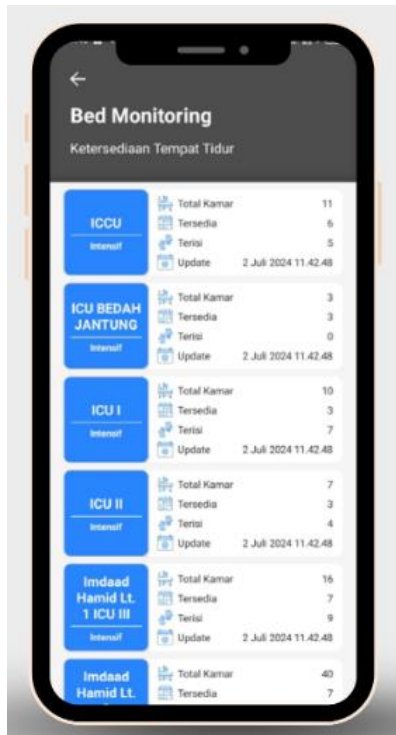 Bed Monitoring
Ketersediaan Tempat Tidur
ICCU
Intensif
Total Kamar 11
Tersedia 6
Terisi 5
Update 2 Juli 2024 11.42.48
ICU BEDAH
JANTUNG
Intensif
Total Kamar 3
Tersedia 3
Terisi 0
Update 2 Juli 2024 11.42.48
ICU I
Intensif
Total Kamar 10
Tersedia 3
Terisi 7
Update 2 Juli 2024 11.42.48
ICU II
Intensif
Total Kamar 7
Tersedia 3
Terisi 4
Update 2 Juli 2024 11.42.48
Imdaad
Hamid Lt.
1 ICU III
Intensif
Total Kamar 16
Tersedia 7
Terisi 9
Update 2 Juli 2024 11.42.48
Imdaad
Hamid Lt.
Total Kamar 40
Tersedia 7